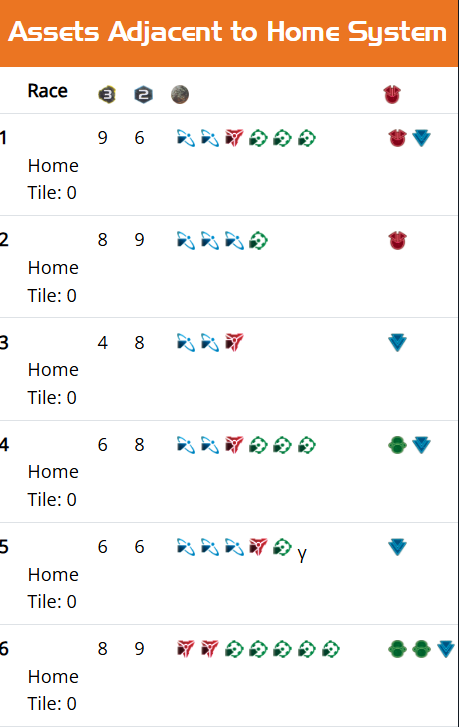 Assets Adjacent to Home System
Race 3 2
1 9 6
Home
Tile: 0
2 8 9
Home
Tile: 0
3 4 8
Home
Tile: 0
4 6 8
Home
Tile: 0
5 6 6 γ
Home
Tile: 0
6 8 9
Home
Tile: 0